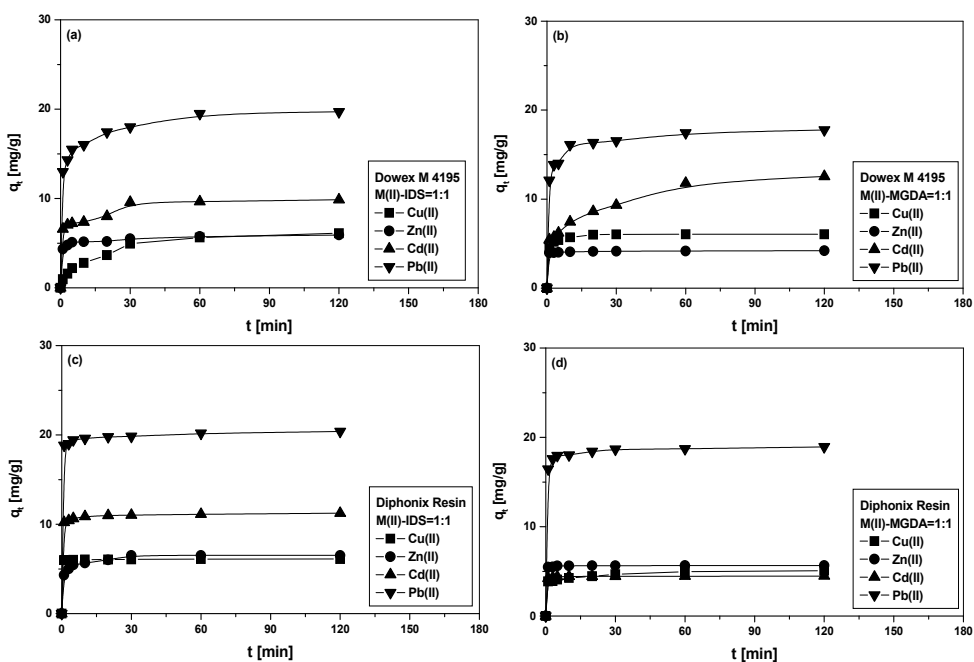 (a)
30
20
10
0
qt [mg/g]
0 30 60 90 120 150 180
t [min]
Dowex M 4195
M(II)-IDS=1:1
Cu(II)
Zn(II)
Cd(II)
Pb(II)
(b)
30
20
10
0
qt [mg/g]
0 30 60 90 120 150 180
t [min]
Dowex M 4195
M(II)-MGDA=1:1
Cu(II)
Zn(II)
Cd(II)
Pb(II)
(c)
30
20
10
0
qt [mg/g]
0 30 60 90 120 150 180
t [min]
Diphonix Resin
M(II)-IDS=1:1
Cu(II)
Zn(II)
Cd(II)
Pb(II)
(d)
30
20
10
0
qt [mg/g]
0 30 60 90 120 150 180
t [min]
Diphonix Resin
M(II)-MGDA=1:1
Cu(II)
Zn(II)
Cd(II)
Pb(II)